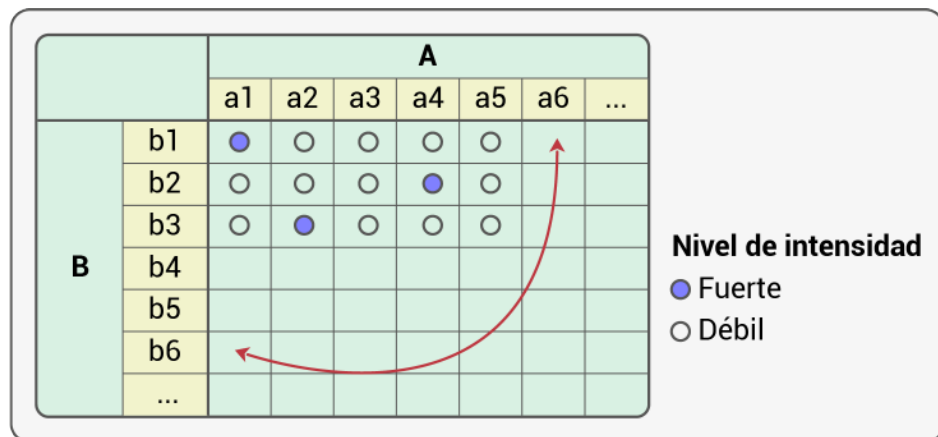 A
a1 a2 a3 a4 a5 a6 ...
b1
b2
b3
B
b4
b5
b6
...
Nivel de intensidad
Fuerte
Débil